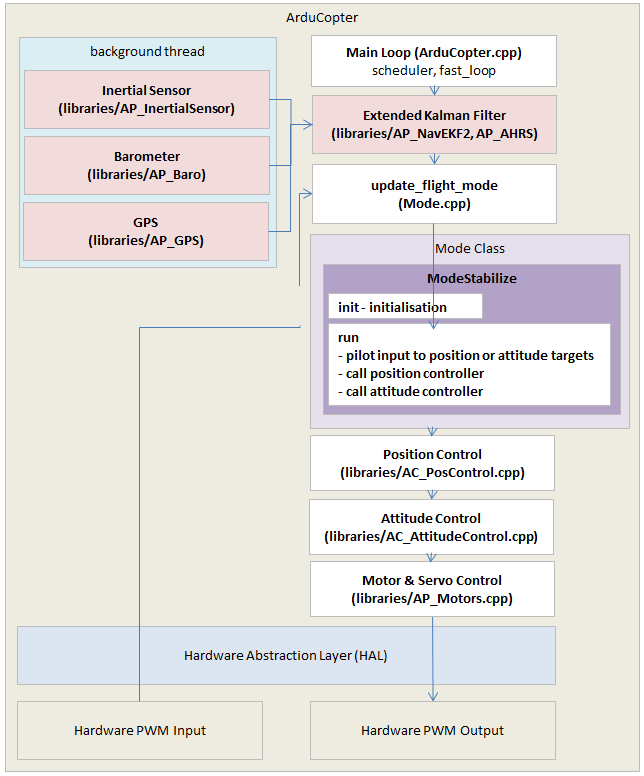 ArduCopter
background thread
Inertial Sensor
(libraries/AP_InertialSensor)
Barometer
(libraries/AP_Baro)
GPS
(libraries/AP_GPS)
Main Loop (ArduCopter.cpp)
scheduler, fast_loop
Extended Kalman Filter
(libraries/AP_NavEKF2, AP_AHRS)
update_flight_mode
(Mode.cpp)
Mode Class
ModeStabilize
init - initialisation
run
- pilot input to position or attitude targets
- call position controller
- call attitude controller
Position Control
(libraries/AC_PosControl.cpp)
Attitude Control
(libraries/AC_AttitudeControl.cpp)
Motor & Servo Control
(libraries/AP_Motors.cpp)
Hardware Abstraction Layer (HAL)
Hardware PWM Input
Hardware PWM Output